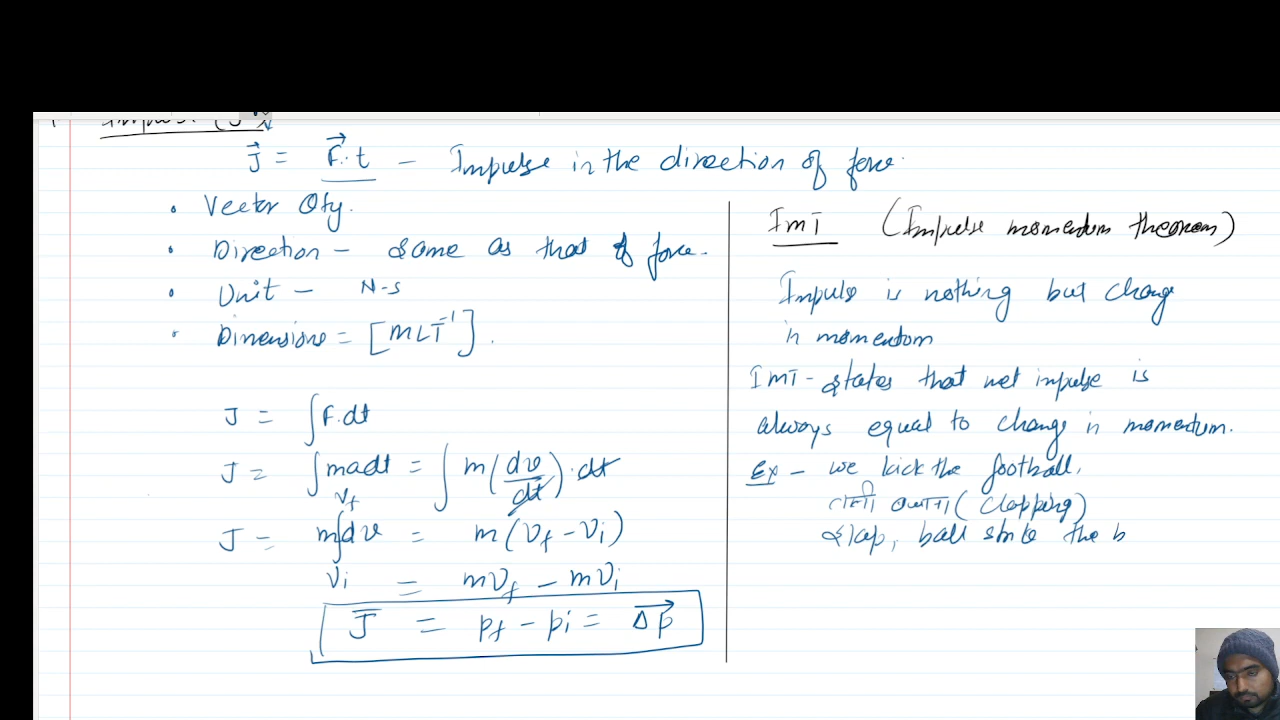 J⃗ = F⃗.t – Impulse in the direction of force.
• Vector Qty.
• Direction – same as that of force.
• Unit – N-s
• Dimensions = [MLT⁻¹].
J = ∫F.dt
J = ∫madt = ∫m(dv/dt).dt
J = m∫dv = m(vf – vi)
vf
vi = mvf – mvi
J = pf – pi = Δp⃗
ImT (Impulse momentum theorem)
Impulse is nothing but change
in momentum
ImT - states that net impulse is
always equal to change in momentum.
Ex – we kick the football,
(clapping)
slap, ball strike the b